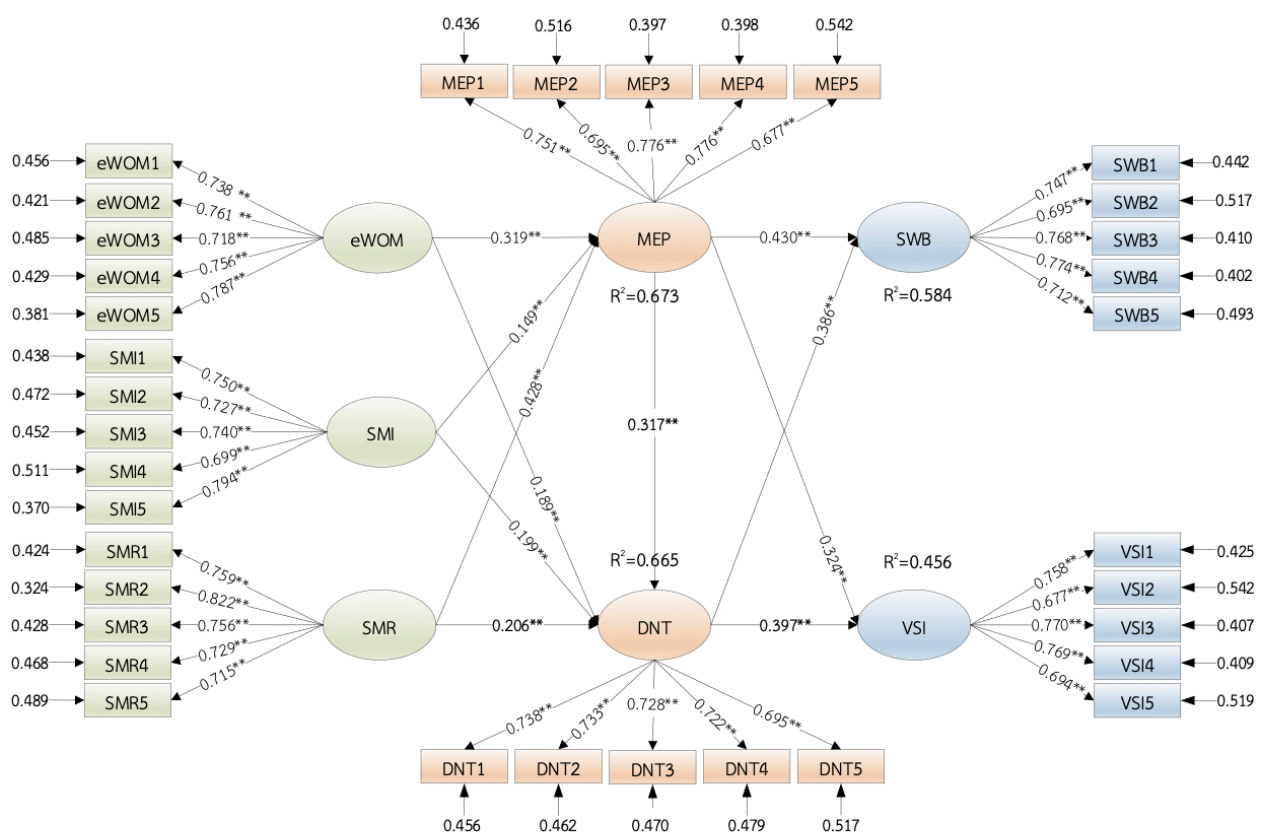 0.436 0.516 0.397 0.398 0.542
MEP1 MEP2 MEP3 MEP4 MEP5
0.751** 0.695** 0.776** 0.776** 0.677**
0.456 eWOM1 0.738 **
0.421 eWOM2 0.761 **
0.485 eWOM3 0.718**
0.429 eWOM4 0.756**
0.381 eWOM5 0.787**
eWOM
0.319**
MEP
R²=0.673
0.430**
SWB
R²=0.584
0.747** SWB1 0.442
0.695** SWB2 0.517
0.768** SWB3 0.410
0.774** SWB4 0.402
0.712** SWB5 0.493
0.438 SMI1 0.750**
0.472 SMI2 0.727**
0.452 SMI3 0.740**
0.511 SMI4 0.699**
0.370 SMI5 0.794**
SMI
0.149**
0.428**
0.317**
0.386**
0.189**
0.199**
0.324**
0.424 SMR1 0.759**
0.324 SMR2 0.822**
0.428 SMR3 0.756**
0.468 SMR4 0.729**
0.489 SMR5 0.715**
SMR
0.206**
R²=0.665
DNT
0.397**
R²=0.456
VSI
0.758** VSI1 0.425
0.677** VSI2 0.542
0.770** VSI3 0.407
0.769** VSI4 0.409
0.694** VSI5 0.519
0.738** 0.733** 0.728** 0.722** 0.695**
DNT1 DNT2 DNT3 DNT4 DNT5
0.456 0.462 0.470 0.479 0.517